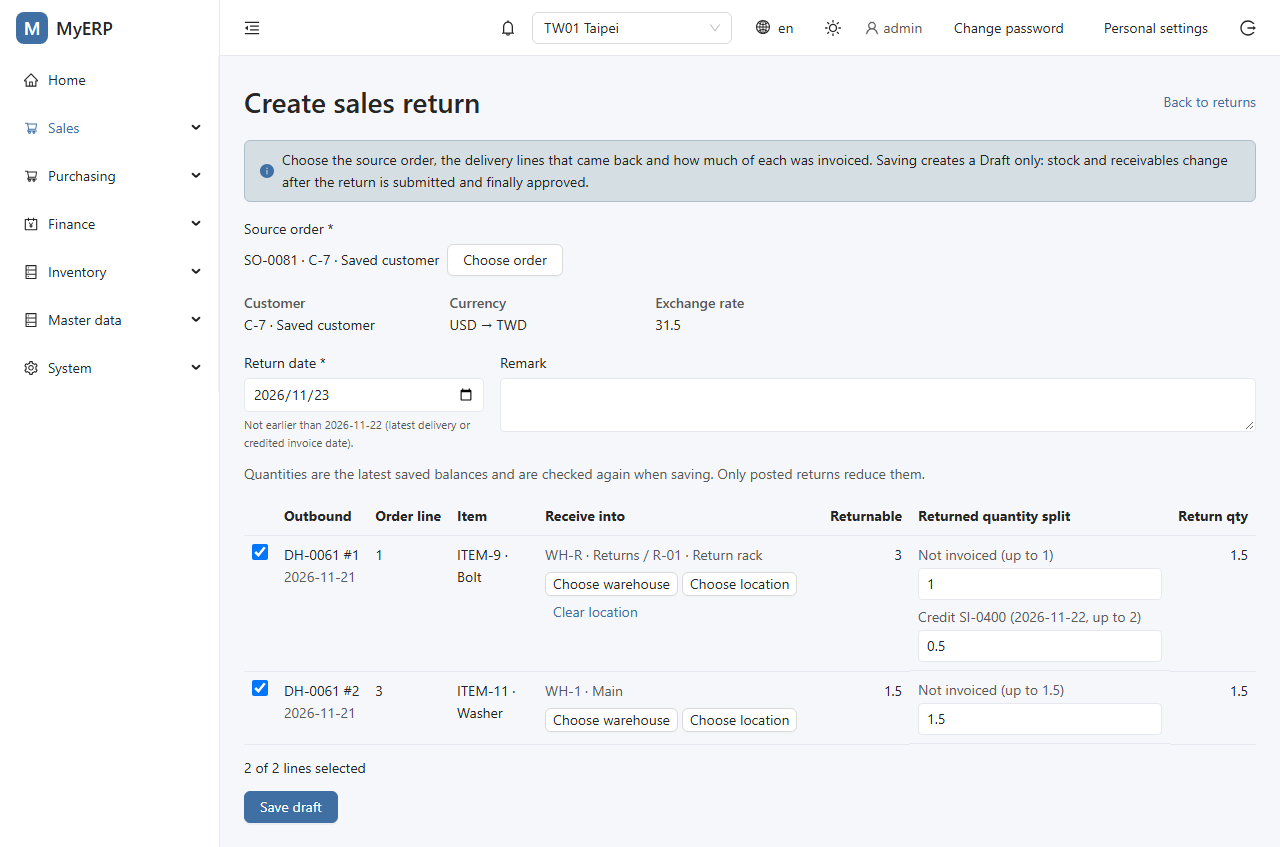 M MyERP
TW01 Taipei
en
admin
Change password
Personal settings
Home
Sales
Purchasing
Finance
Inventory
Master data
System
Create sales return
Back to returns
Choose the source order, the delivery lines that came back and how much of each was invoiced. Saving creates a Draft only: stock and receivables change
after the return is submitted and finally approved.
Source order *
SO-0081 · C-7 · Saved customer
Choose order
Customer
C-7 · Saved customer
Currency
USD → TWD
Exchange rate
31.5
Return date *
2026/11/23
Not earlier than 2026-11-22 (latest delivery or
credited invoice date).
Remark
Quantities are the latest saved balances and are checked again when saving. Only posted returns reduce them.
Outbound Order line Item Receive into Returnable Returned quantity split Return qty
DH-0061 #1
2026-11-21
1
ITEM-9 ·
Bolt
WH-R · Returns / R-01 · Return rack
Choose warehouse Choose location
Clear location
3
Not invoiced (up to 1)
1
Credit SI-0400 (2026-11-22, up to 2)
0.5
1.5
DH-0061 #2
2026-11-21
3
ITEM-11 ·
Washer
WH-1 · Main
Choose warehouse Choose location
1.5
Not invoiced (up to 1.5)
1.5
1.5
2 of 2 lines selected
Save draft